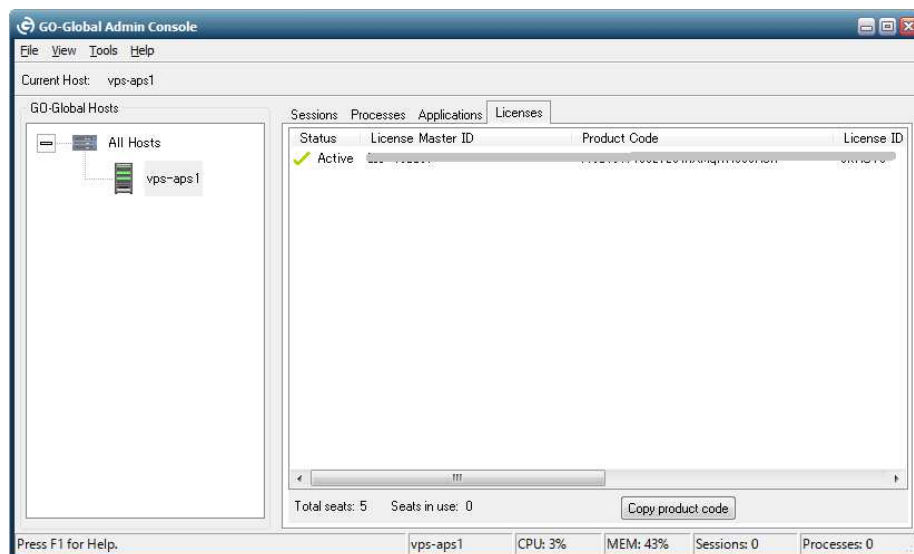 GO-Global Admin Console
File View Tools Help
Current Host: vps-aps1
GO-Global Hosts
All Hosts
vps-aps1
Sessions Processes Applications Licenses
Status License Master ID Product Code License ID
Active
Total seats: 5 Seats in use: 0 Copy product code
Press F1 for Help. vps-aps1 CPU: 3% MEM: 43% Sessions: 0 Processes: 0